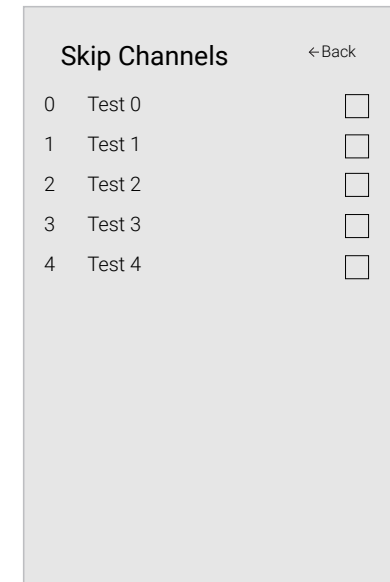 Skip Channels ←Back
0 Test 0
1 Test 1
2 Test 2
3 Test 3
4 Test 4